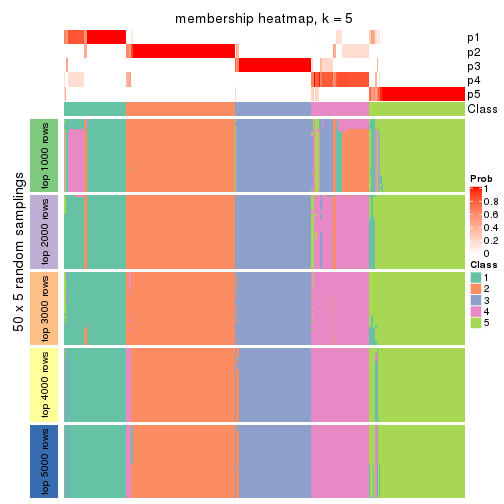 membership heatmap, k = 5
p1
p2
p3
p4
p5
Class
50 x 5 random samplings
top 1000 rows
top 2000 rows
top 3000 rows
top 4000 rows
top 5000 rows
Prob
1
0.8
0.6
0.4
0.2
0
Class
1
2
3
4
5